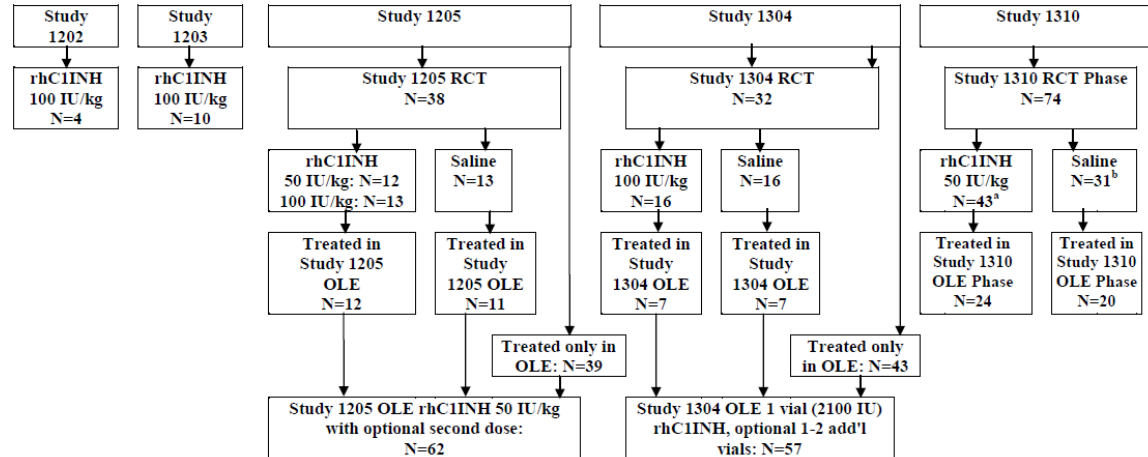 Study
1202
Study
1203
Study 1205
Study 1304
Study 1310
rhC1INH
100 IU/kg
N=4
rhC1INH
100 IU/kg
N=10
Study 1205 RCT
N=38
Study 1304 RCT
N=32
Study 1310 RCT Phase
N=74
rhC1INH
50 IU/kg: N=12
100 IU/kg: N=13
Saline
N=13
rhC1INH
100 IU/kg
N=16
Saline
N=16
rhC1INH
50 IU/kg
N=43a
Saline
N=31b
Treated in
Study 1205
OLE
N=12
Treated in
Study
1205 OLE
N=11
Treated in
Study
1304 OLE
N=7
Treated in
Study
1304 OLE
N=7
Treated in
Study 1310
OLE Phase
N=24
Treated in
Study 1310
OLE Phase
N=20
Treated only in
OLE: N=39
Treated only
in OLE: N=43
Study 1205 OLE rhC1INH 50 IU/kg
with optional second dose:
N=62
Study 1304 OLE 1 vial (2100 IU)
rhC1INH, optional 1-2 add'l
vials: N=57